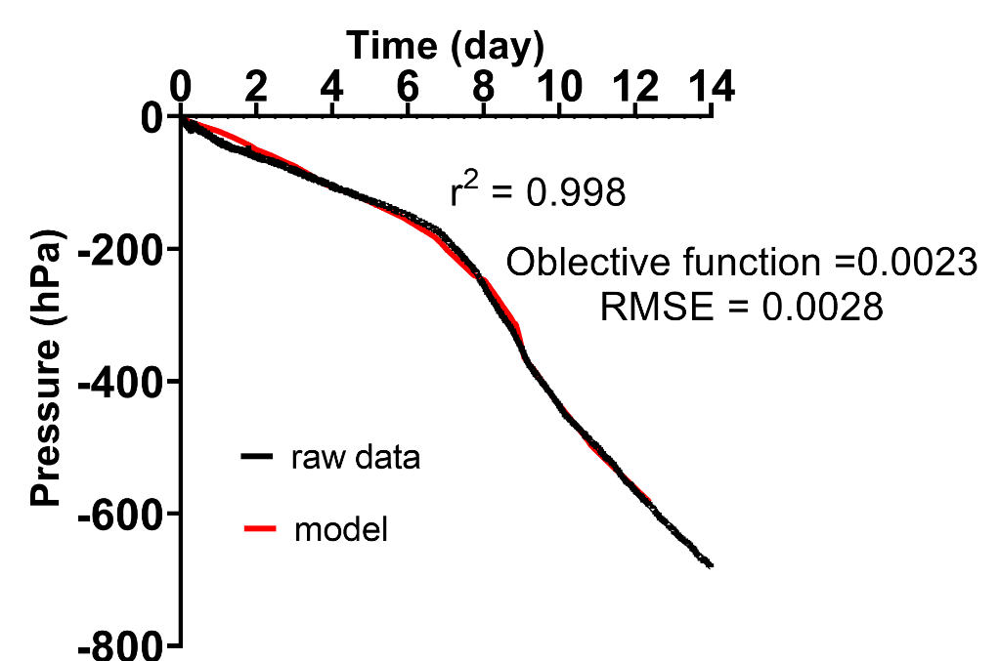 Time (day)
0 2 4 6 8 10 12 14
0
r² = 0.998
-200
Oblective function =0.0023
RMSE = 0.0028
Pressure (hPa)
-400
raw data
-600
model
-800